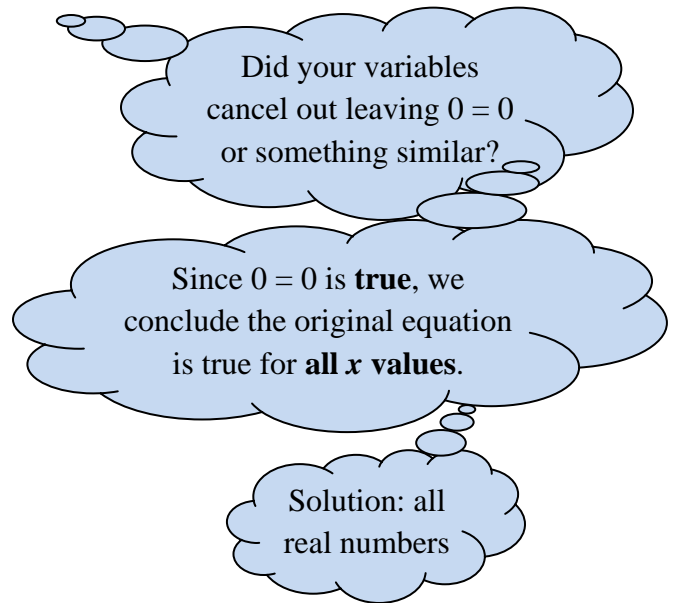 Did your variables
cancel out leaving 0 = 0
or something similar?
Since 0 = 0 is true, we
conclude the original equation
is true for all x values.
Solution: all
real numbers